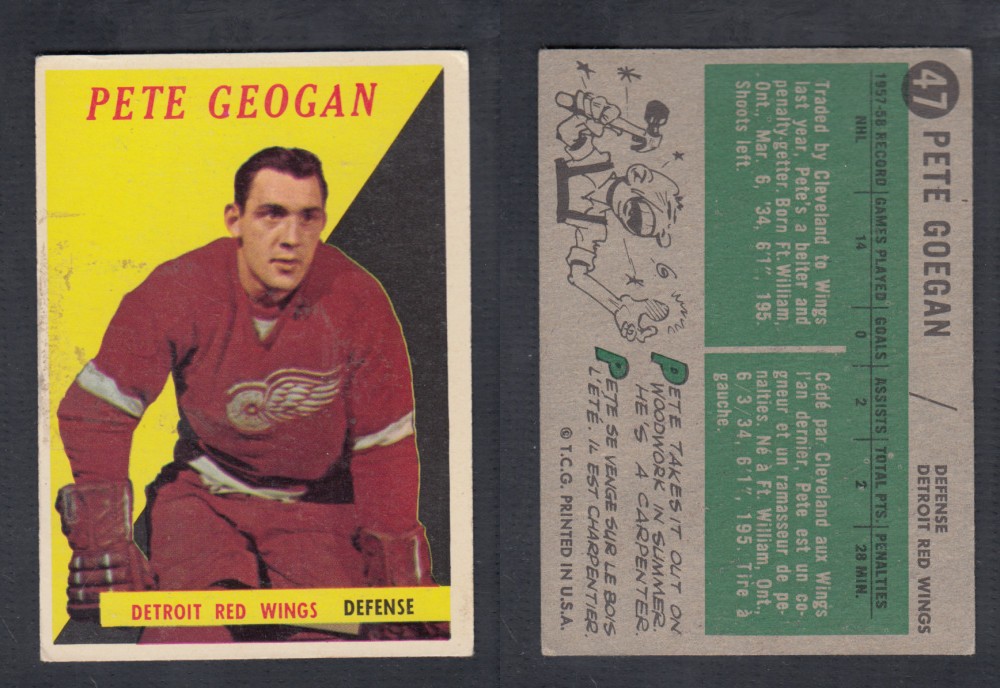 PETE GEOGAN
DETROIT RED WINGS DEFENSE
47 PETE GOEGAN / DEFENSE
DETROIT RED WINGS
1957-58 RECORD GAMES PLAYED GOALS ASSISTS TOTAL PTS. PENALTIES
NHL 14 0 2 2 28 MIN.
Traded by Cleveland to Wings
last year, Pete's a belter and
penalty-getter. Born Ft. William,
Ont., Mar. 6, '34, 6'1", 195.
Shoots left.
Cédé par Cleveland aux Wings
l'an dernier, Pete est un co-
gneur et un ramasseur de pe-
nalties. Né à Ft. William, Ont.,
6/3/34, 6'1", 195. Tire à
gauche.
PETE TAKES IT OUT ON
WOODWORK IN SUMMER.
HE'S A CARPENTER.
PETE SE VENGE SUR LE BOIS
L'ÉTÉ. IL EST CHARPENTIER.
© T.C.G. PRINTED IN U.S.A.